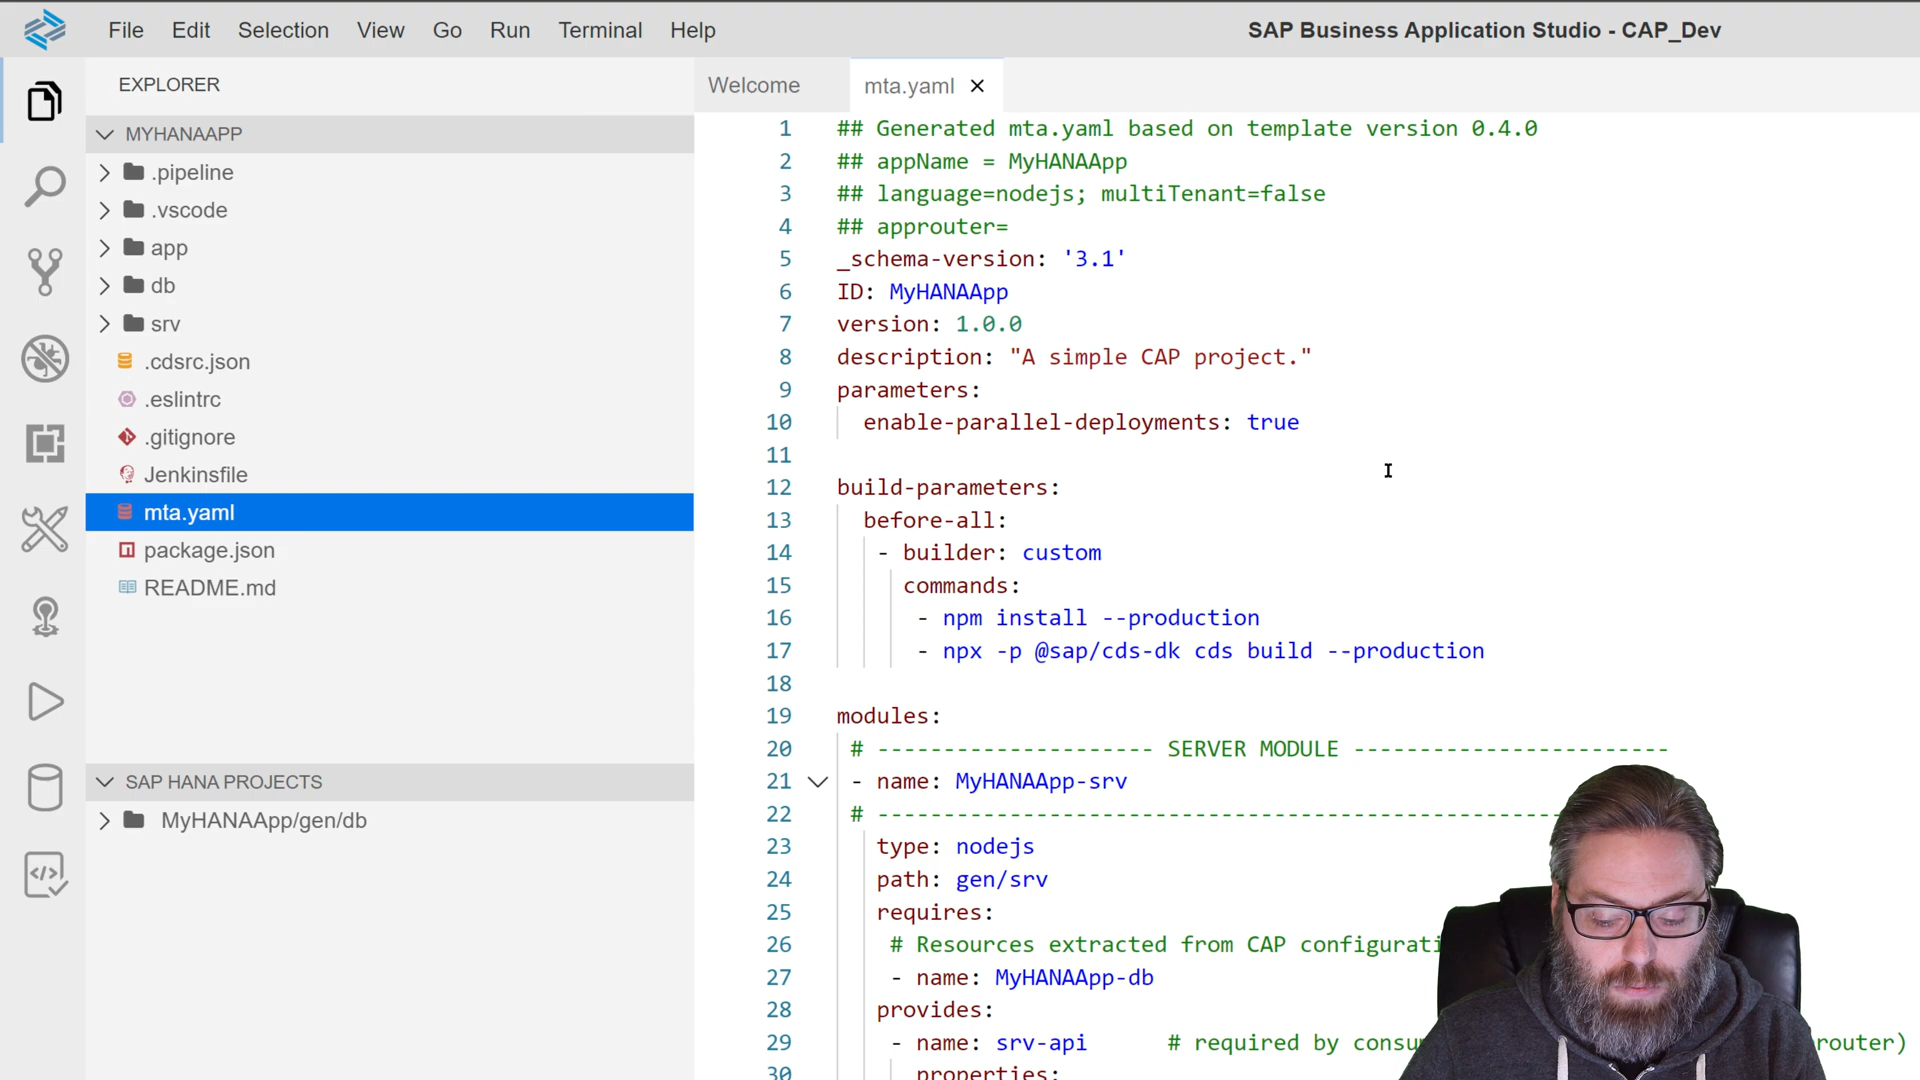 File Edit Selection View Go Run Terminal Help
SAP Business Application Studio - CAP_Dev
EXPLORER
MYHANAAPP
.pipeline
.vscode
app
db
srv
.cdsrc.json
.eslintrc
.gitignore
Jenkinsfile
mta.yaml
package.json
README.md
SAP HANA PROJECTS
MyHANAApp/gen/db
Welcome mta.yaml
1 ## Generated mta.yaml based on template version 0.4.0
2 ## appName = MyHANAApp
3 ## language=nodejs; multiTenant=false
4 ## approuter=
5 _schema-version: '3.1'
6 ID: MyHANAApp
7 version: 1.0.0
8 description: "A simple CAP project."
9 parameters:
10 enable-parallel-deployments: true
11
12 build-parameters:
13 before-all:
14 - builder: custom
15 commands:
16 - npm install --production
17 - npx -p @sap/cds-dk cds build --production
18
19 modules:
20 # --------------------- SERVER MODULE ------------------------
21 - name: MyHANAApp-srv
22 # ----------------------------------------------------
23 type: nodejs
24 path: gen/srv
25 requires:
26 # Resources extracted from CAP configurati
27 - name: MyHANAApp-db
28 provides:
29 - name: srv-api # required by consu router)
30 properties: